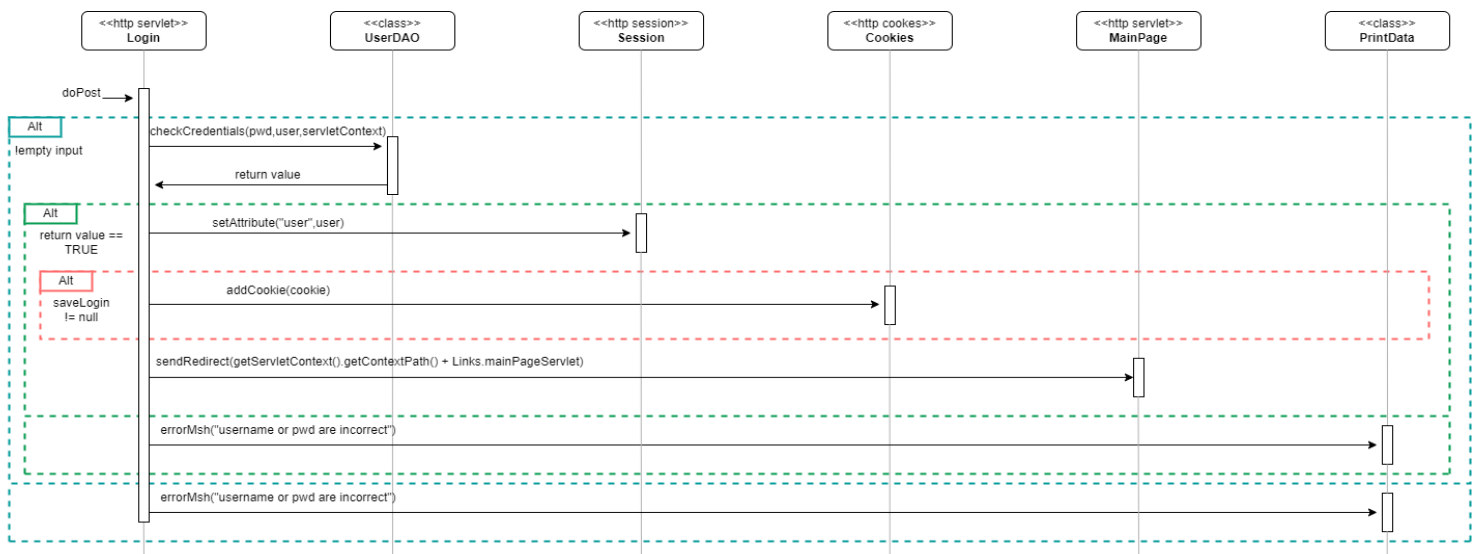 <<http servlet>>
Login
<<class>>
UserDAO
<<http session>>
Session
<<http cookes>>
Cookies
<<http servlet>>
MainPage
<<class>>
PrintData
doPost
Alt
!empty input
checkCredentials(pwd,user,servletContext)
return value
Alt
return value ==
TRUE
setAttribute("user",user)
Alt
saveLogin
!= null
addCookie(cookie)
sendRedirect(getServletContext().getContextPath() + Links.mainPageServlet)
errorMsh("username or pwd are incorrect")
errorMsh("username or pwd are incorrect")